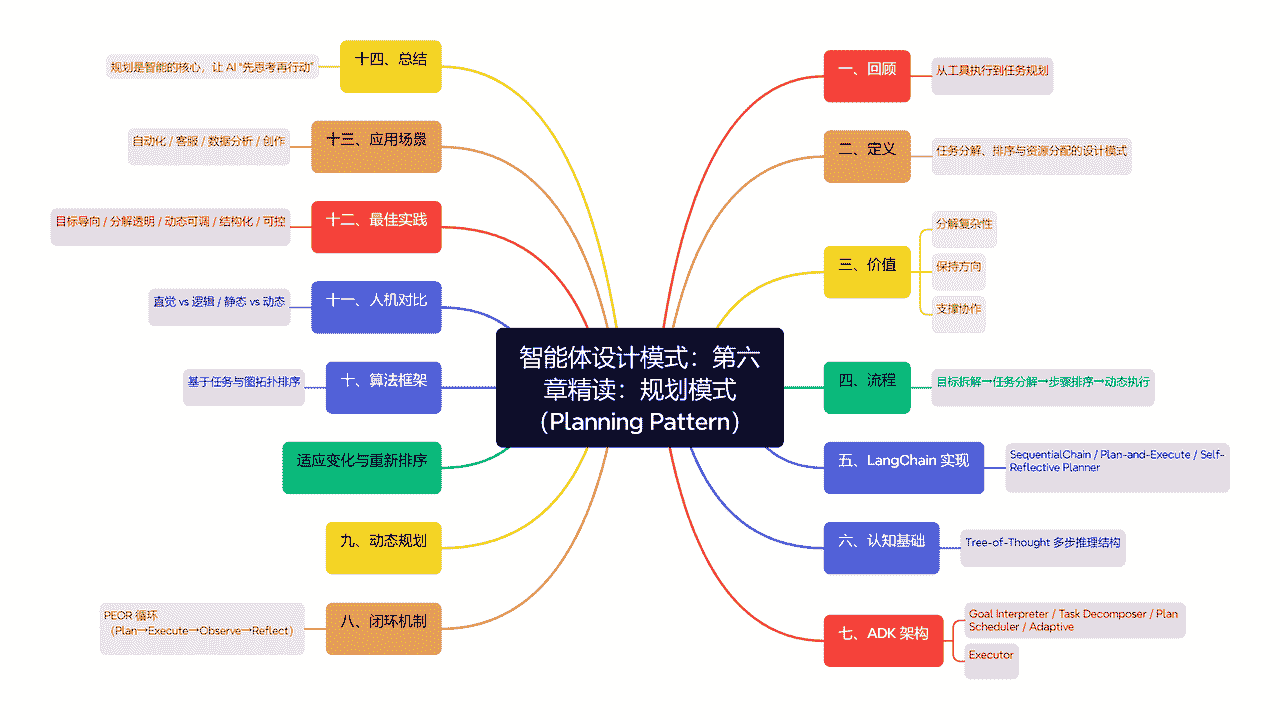 智能体设计模式：第六
章精读：规划模式
（Planning Pattern）
一、回顾
从工具执行到任务规划
二、定义
任务分解、排序与资源分配的设计模式
三、价值
分解复杂性
保持方向
支撑协作
四、流程
目标拆解→任务分解→步骤排序→动态执行
五、LangChain 实现
SequentialChain / Plan-and-Execute / Self-
Reflective Planner
六、认知基础
Tree-of-Thought 多步推理结构
七、ADK 架构
Goal Interpreter / Task Decomposer / Plan
Scheduler / Adaptive
Executor
八、闭环机制
PEOR 循环
（Plan→Execute→Observe→Reflect）
九、动态规划
适应变化与重新排序
十、算法框架
基于任务与图拓扑排序
十一、人机对比
直觉 vs 逻辑 / 静态 vs 动态
十二、最佳实践
目标导向 / 分解透明 / 动态可调 / 结构化 / 可控
十三、应用场景
自动化 / 客服 / 数据分析 / 创作
十四、总结
规划是智能的核心，让 AI “先思考再行动”